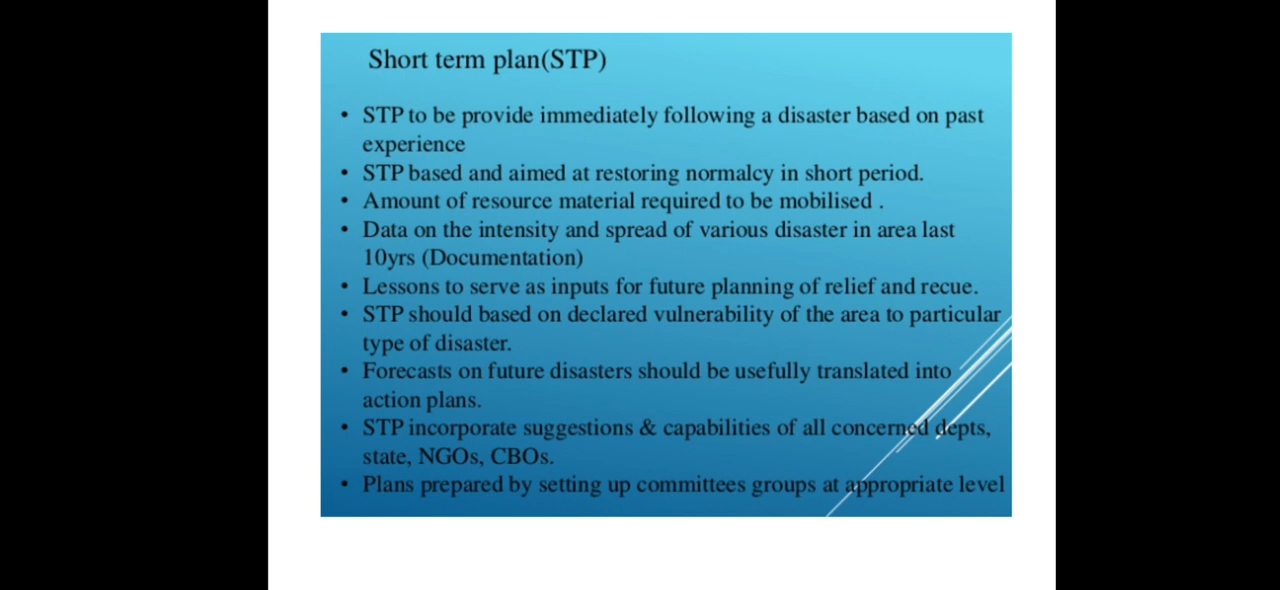 Short term plan(STP)
• STP to be provide immediately following a disaster based on past
experience
• STP based and aimed at restoring normalcy in short period.
• Amount of resource material required to be mobilised .
• Data on the intensity and spread of various disaster in area last
10yrs (Documentation)
• Lessons to serve as inputs for future planning of relief and recue.
• STP should based on declared vulnerability of the area to particular
type of disaster.
• Forecasts on future disasters should be usefully translated into
action plans.
• STP incorporate suggestions & capabilities of all concerned depts,
state, NGOs, CBOs.
• Plans prepared by setting up committees groups at appropriate level